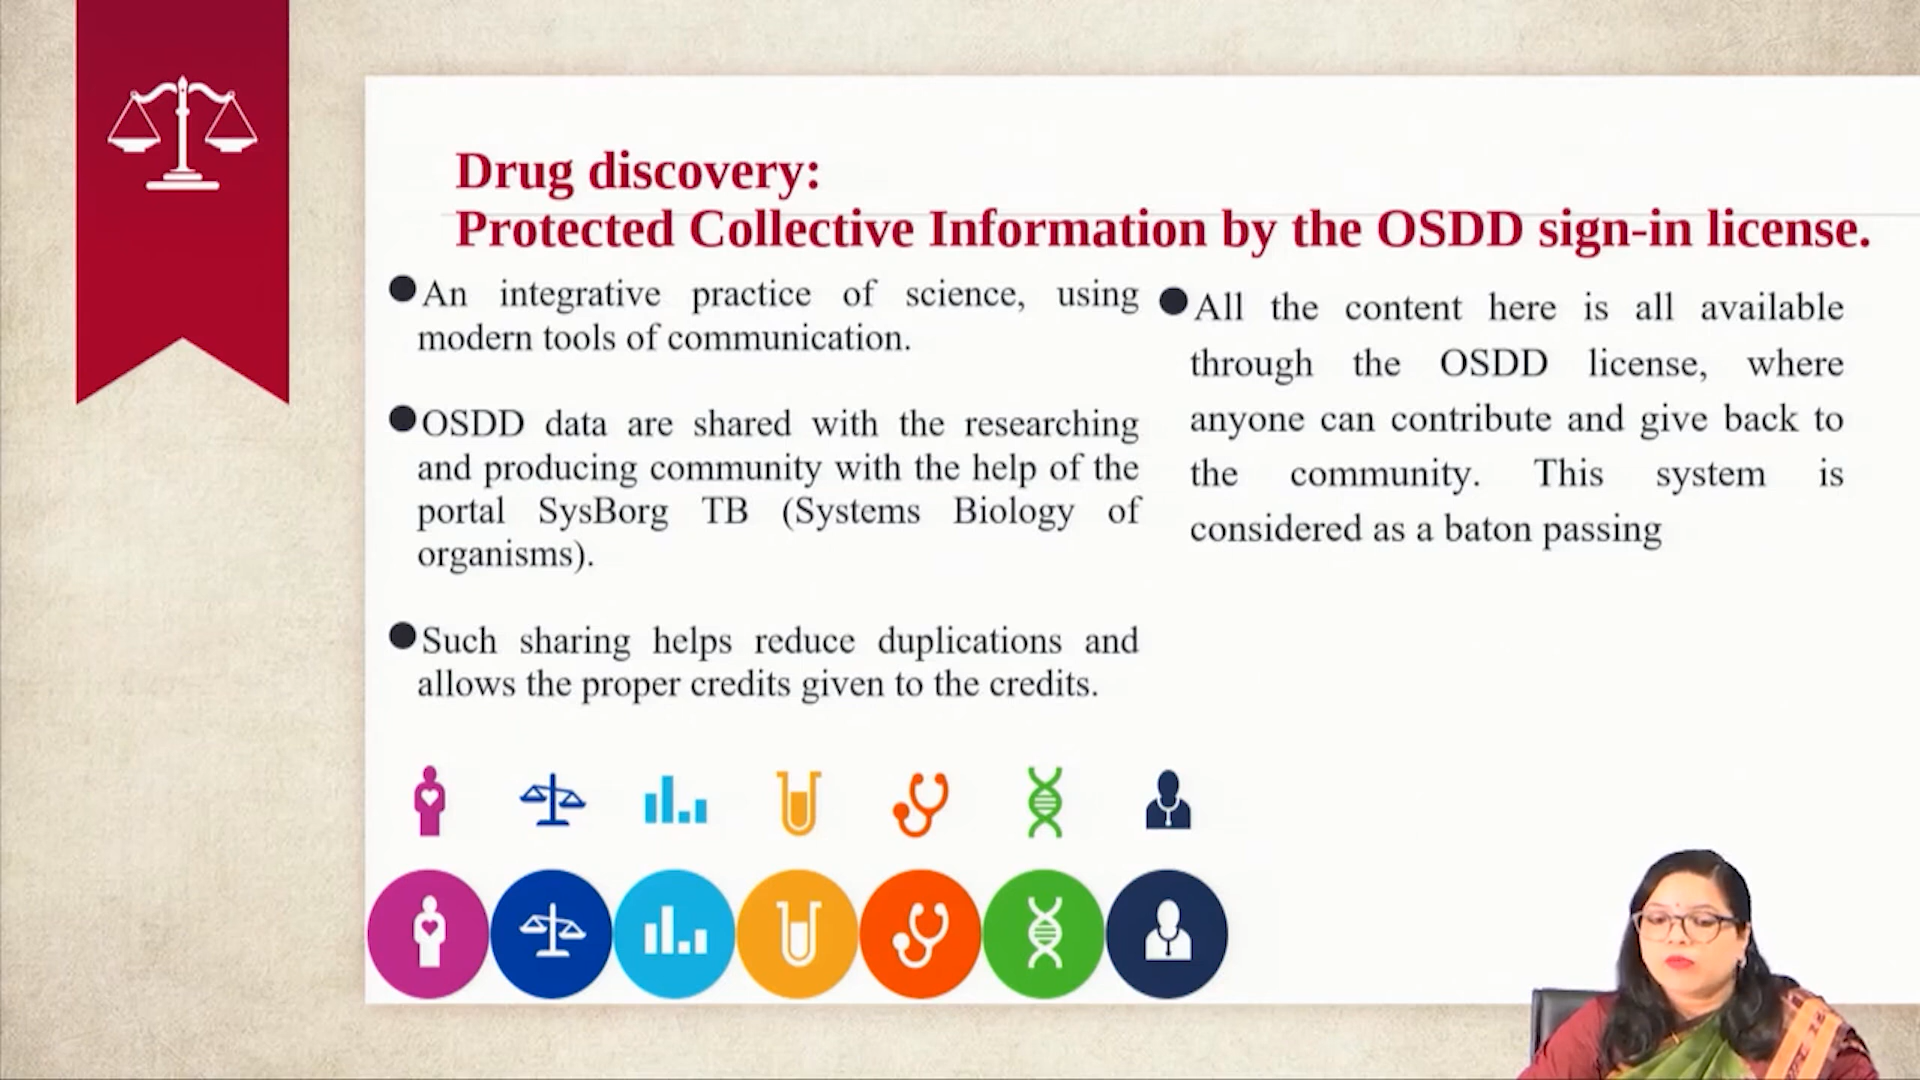 Drug discovery:
Protected Collective Information by the OSDD sign-in license.
An integrative practice of science, using
modern tools of communication.
OSDD data are shared with the researching
and producing community with the help of the
portal SysBorg TB (Systems Biology of
organisms).
Such sharing helps reduce duplications and
allows the proper credits given to the credits.
All the content here is all available
through the OSDD license, where
anyone can contribute and give back to
the community. This system is
considered as a baton passing